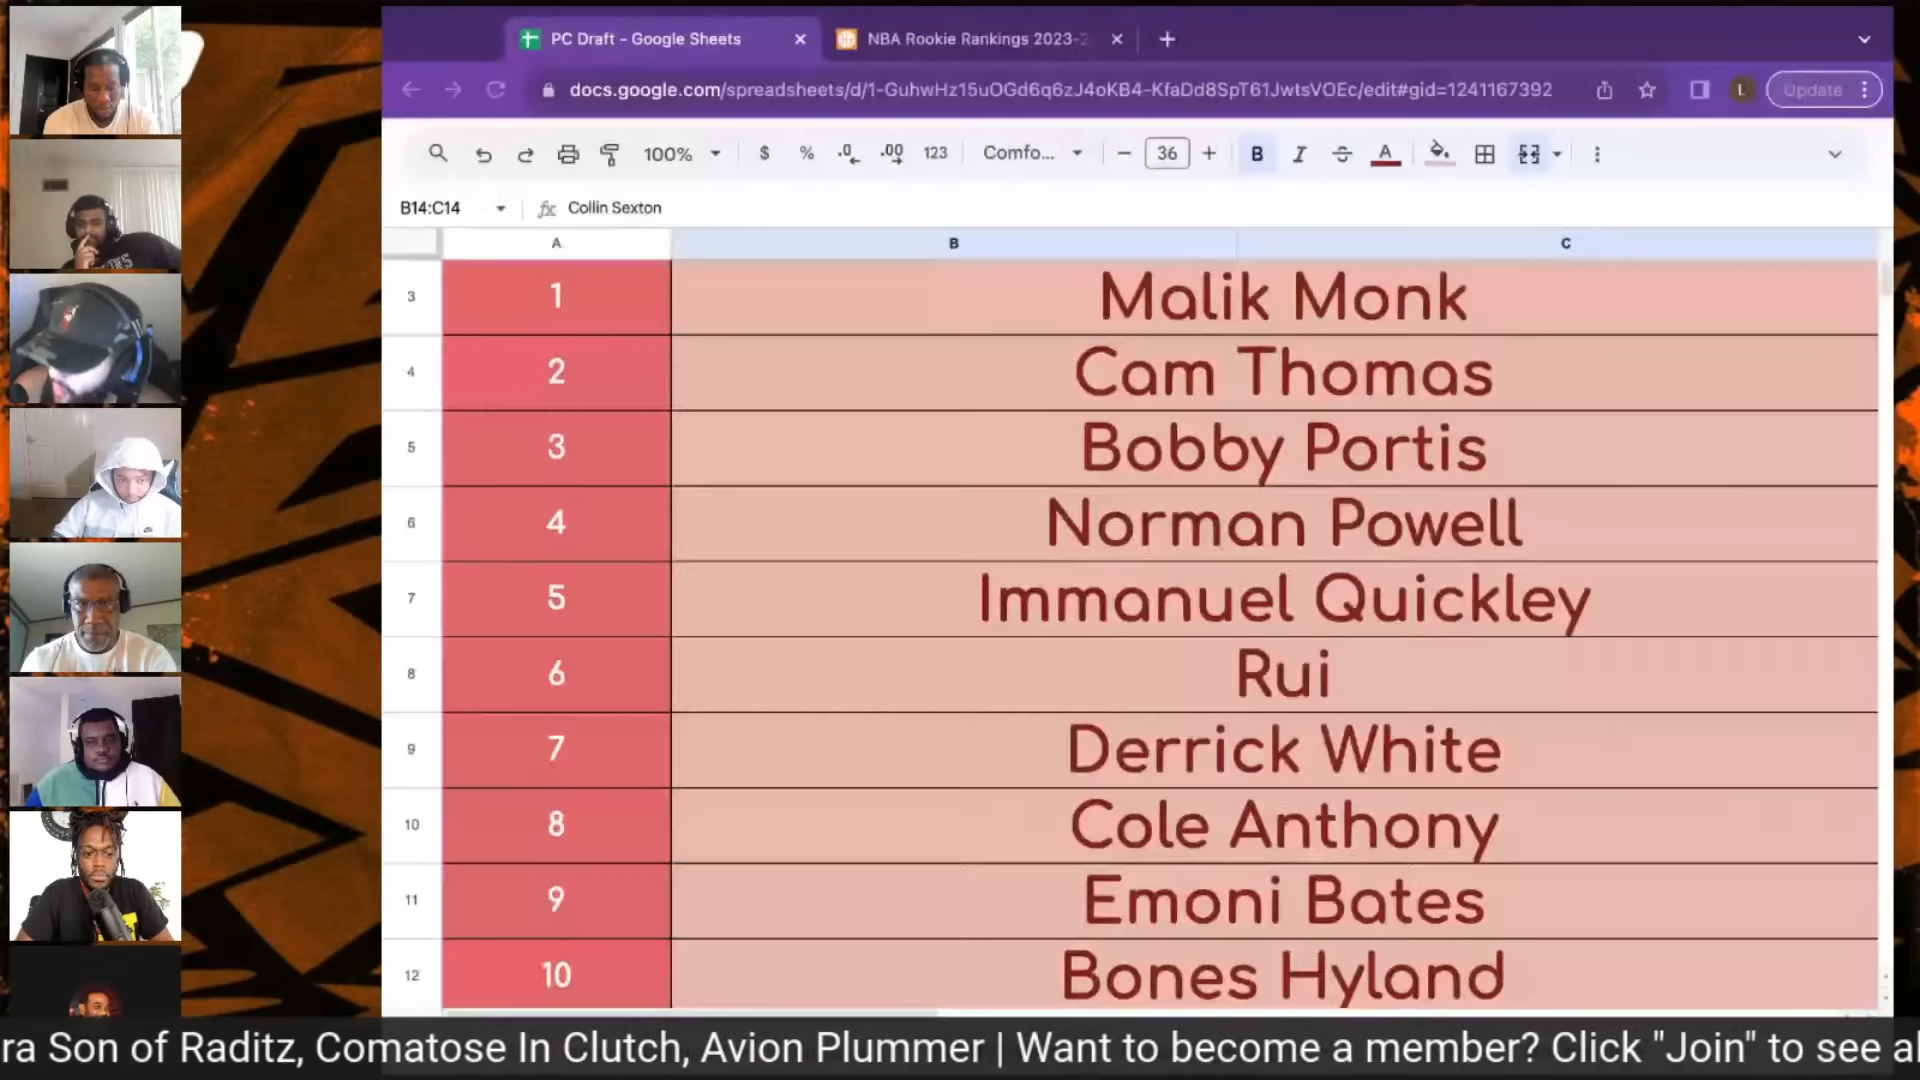 PC Draft - Google Sheets
NBA Rookie Rankings 2023-2
docs.google.com/spreadsheets/d/1-GuhwHz15uOGd6q6zJ4oKB4-KfaDd8SpT61JwtsVOEc/edit#gid=1241167392
L
Update
100% $ % .0 .00 123 Comfo... 36 B I A
B14:C14 fx Collin Sexton
A B C
3 1 Malik Monk
4 2 Cam Thomas
5 3 Bobby Portis
6 4 Norman Powell
7 5 Immanuel Quickley
8 6 Rui
9 7 Derrick White
10 8 Cole Anthony
11 9 Emoni Bates
12 10 Bones Hyland
ra Son of Raditz, Comatose In Clutch, Avion Plummer | Want to become a member? Click "Join" to see al